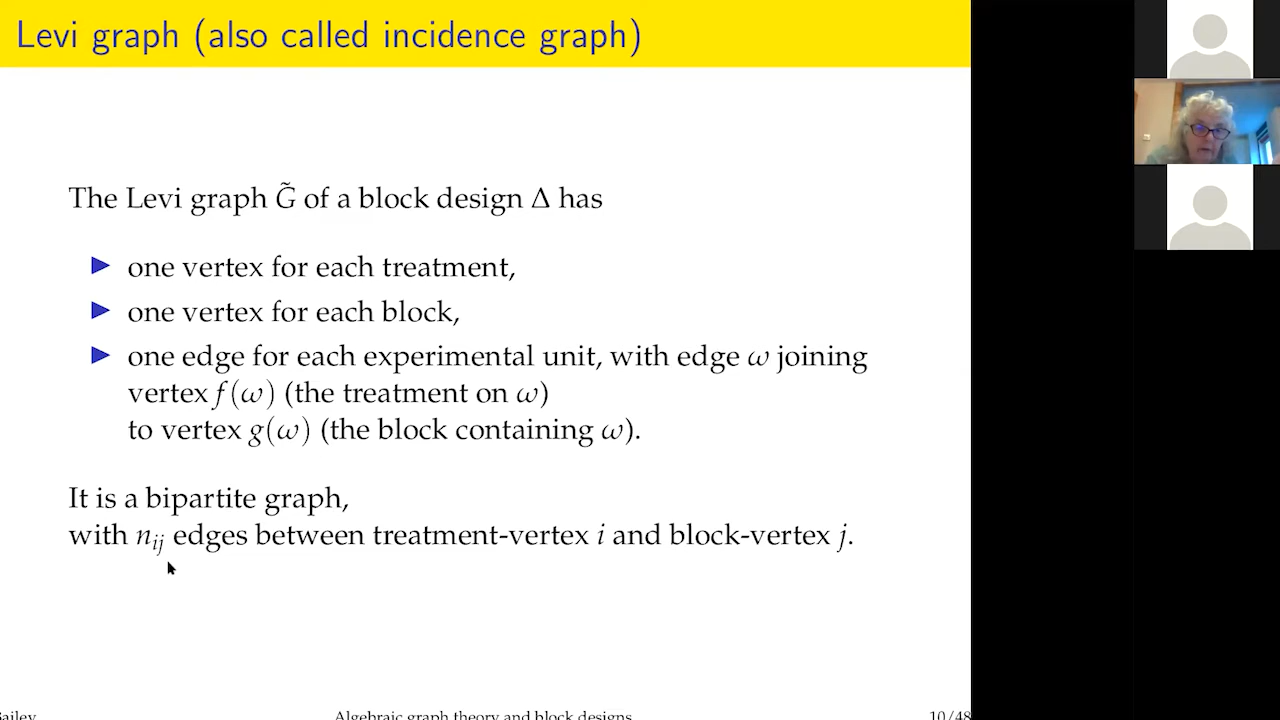 Levi graph (also called incidence graph)
The Levi graph G̃ of a block design Δ has
▶ one vertex for each treatment,
▶ one vertex for each block,
▶ one edge for each experimental unit, with edge ω joining
vertex f(ω) (the treatment on ω)
to vertex g(ω) (the block containing ω).
It is a bipartite graph,
with nᵢⱼ edges between treatment-vertex i and block-vertex j.
Bailey Algebraic graph theory and block designs 10/48